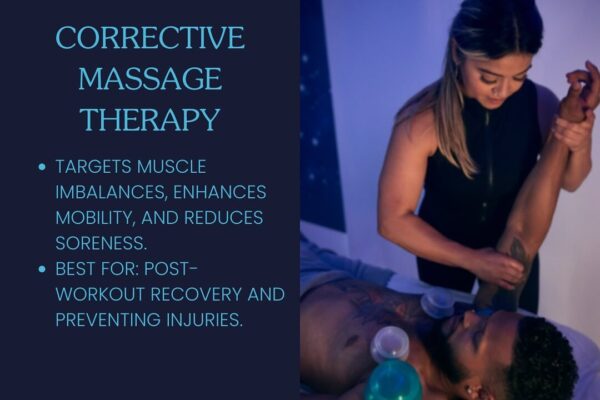 CORRECTIVE
MASSAGE
THERAPY
• TARGETS MUSCLE
IMBALANCES, ENHANCES
MOBILITY, AND REDUCES
SORENESS.
• BEST FOR: POST-
WORKOUT RECOVERY AND
PREVENTING INJURIES.